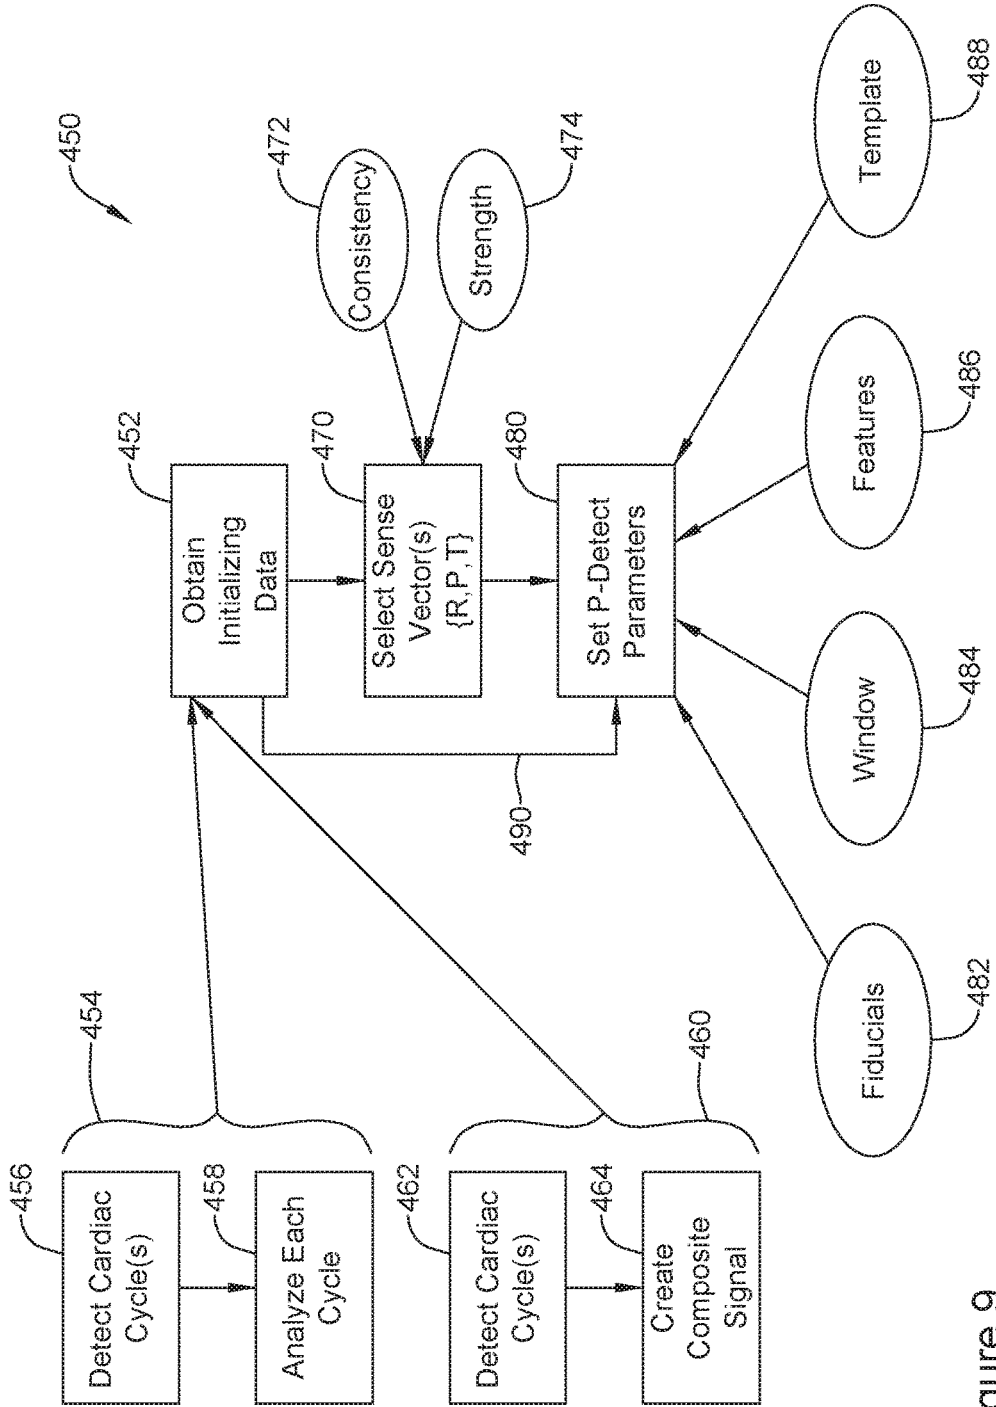 450
456
Detect Cardiac
Cycle(s)
458
Analyze Each
Cycle
454
462
Detect Cardiac
Cycle(s)
464
Create
Composite
Signal
460
452
Obtain
Initializing
Data
470
Select Sense
Vector(s)
{R,P,T}
472
Consistency
474
Strength
480
Set P-Detect
Parameters
490
Fiducials
482
Window
484
Features
486
Template
488
9